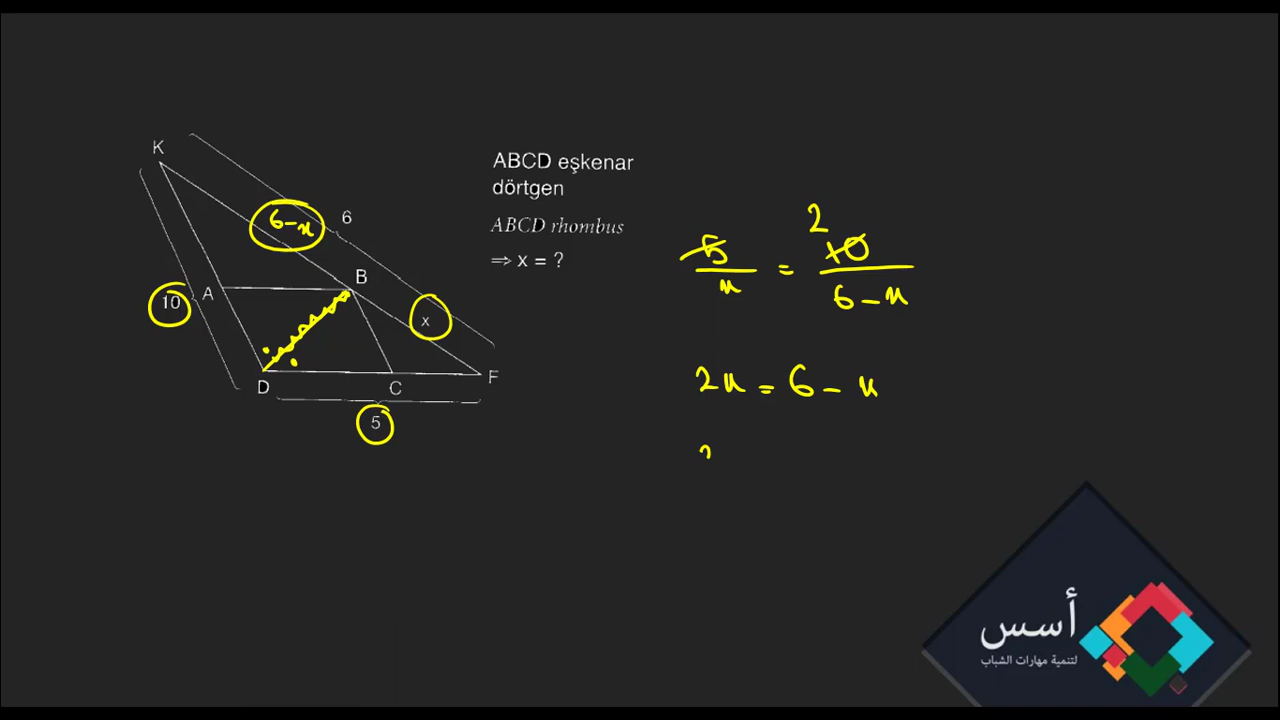 K
6-x
6
10
A
B
x
D
C
F
5
ABCD eşkenar
dörtgen
ABCD rhombus
⇒ x = ?
5/x = 10/6-x
2
2x = 6 - x
أسس
لتنمية مهارات الشباب